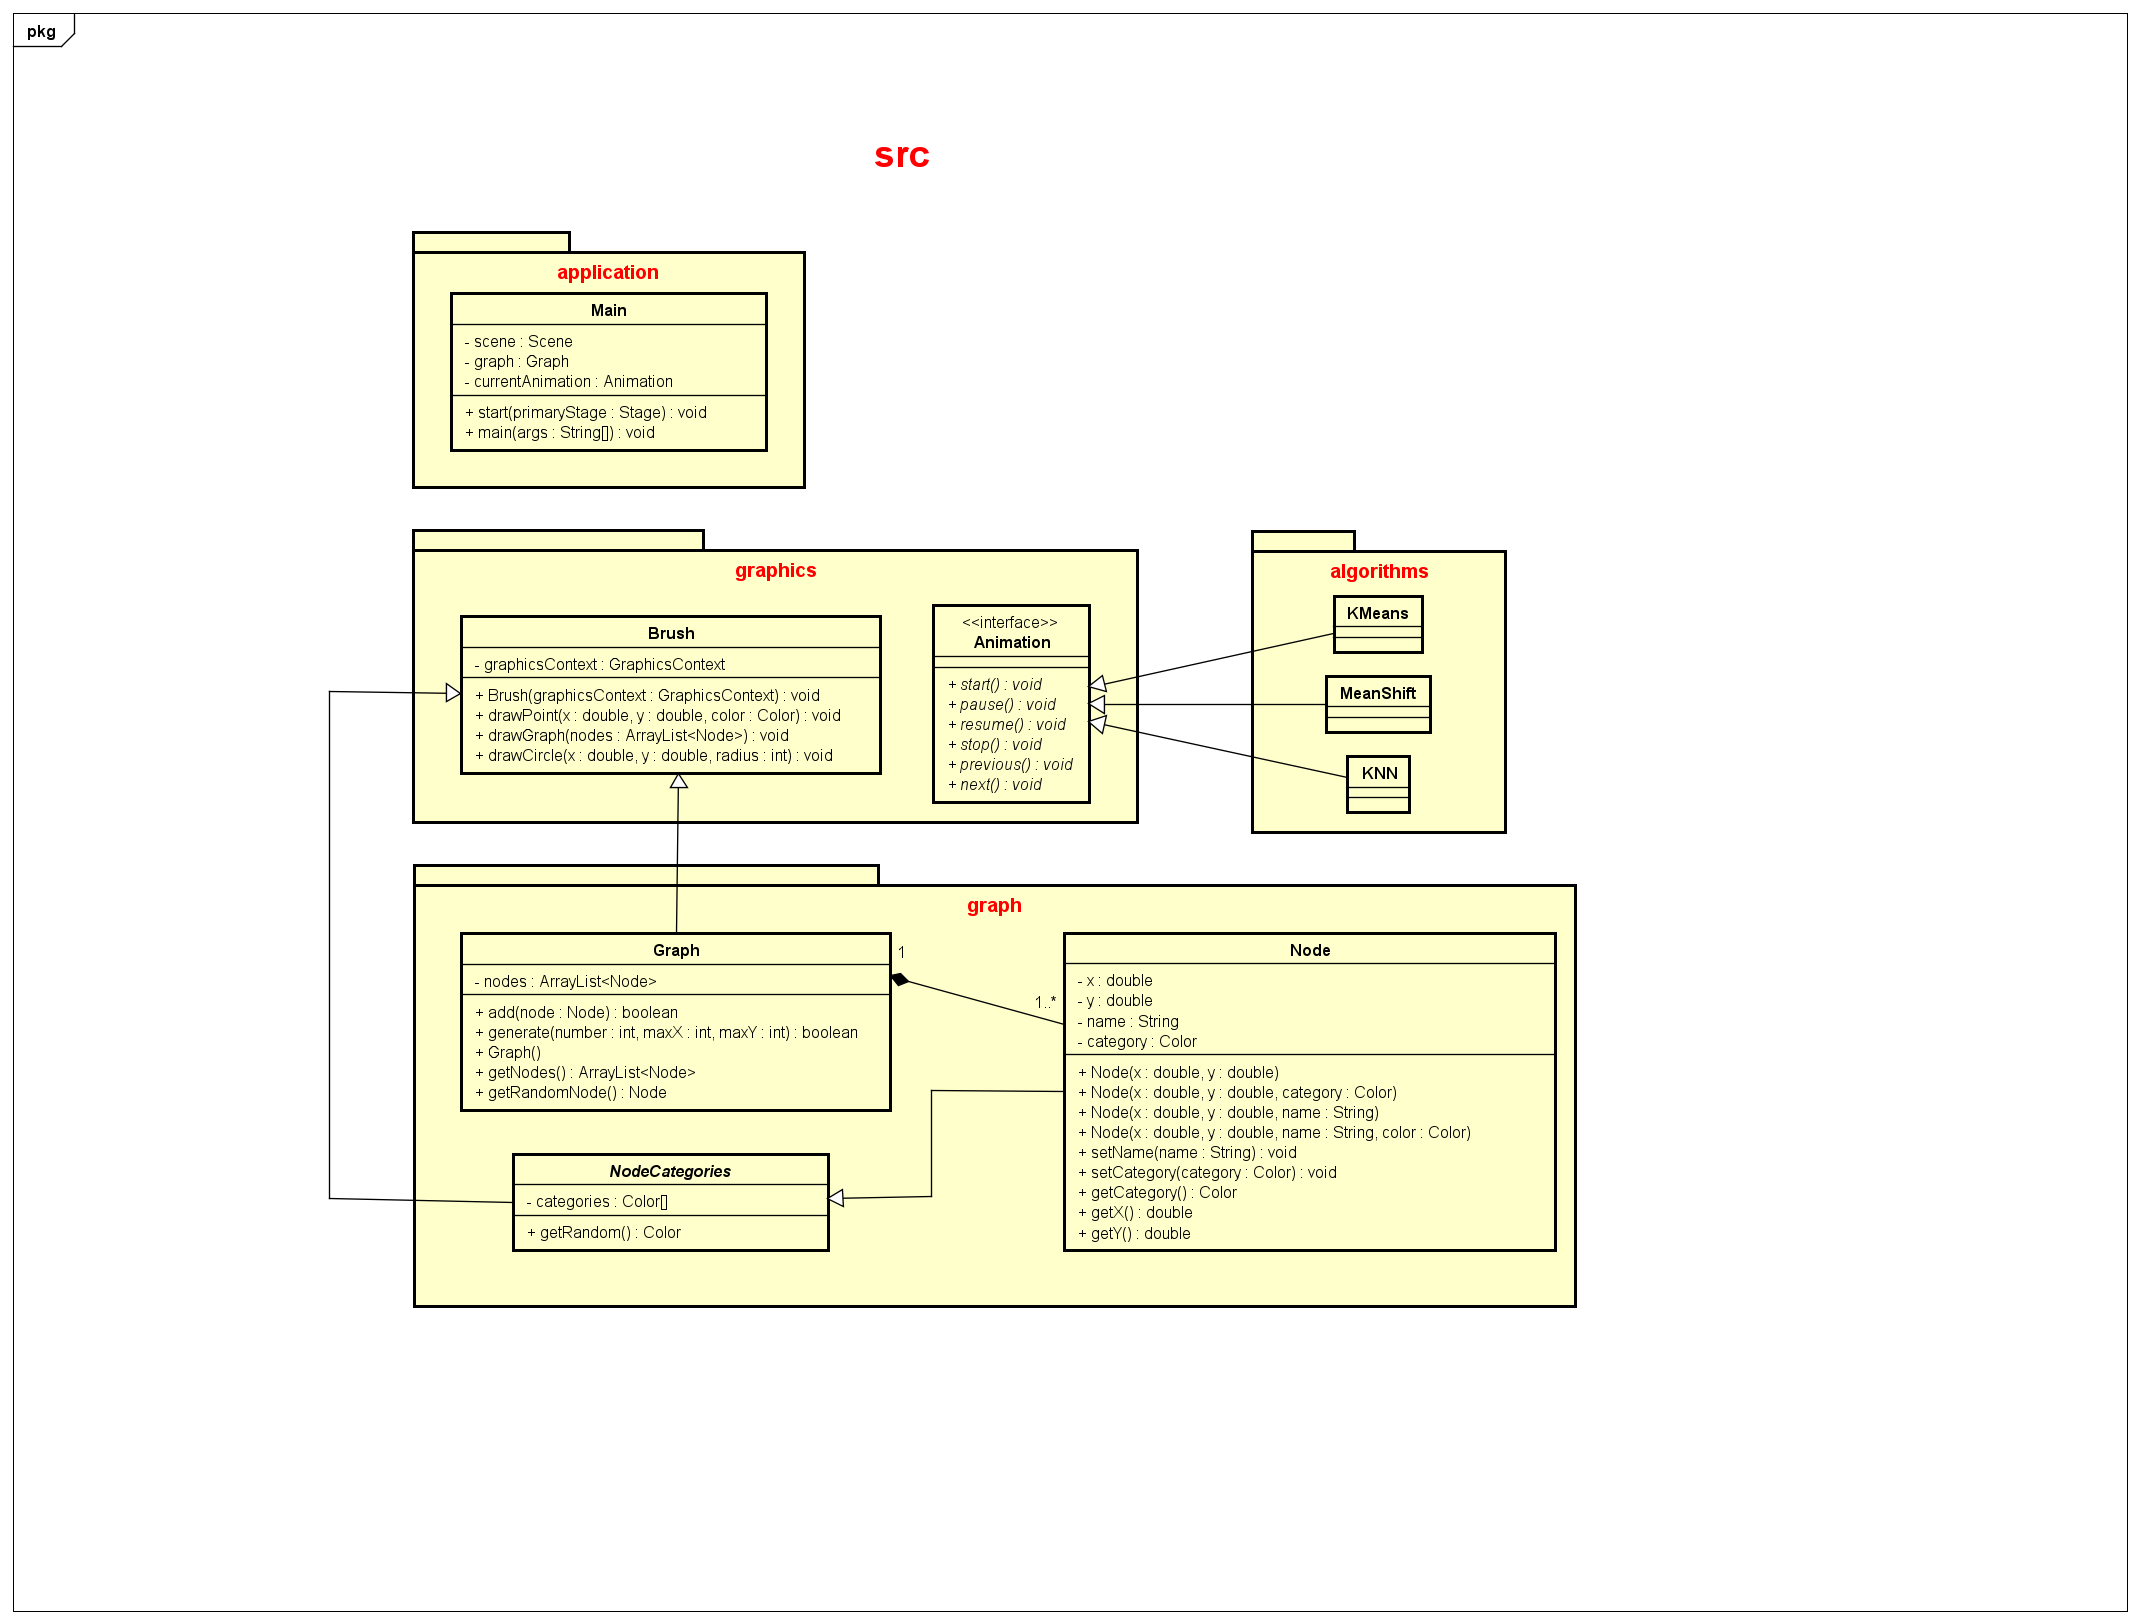 pkg
src
application
Main
- scene : Scene
- graph : Graph
- currentAnimation : Animation
+ start(primaryStage : Stage) : void
+ main(args : String[]) : void
graphics
Brush
- graphicsContext : GraphicsContext
+ Brush(graphicsContext : GraphicsContext) : void
+ drawPoint(x : double, y : double, color : Color) : void
+ drawGraph(nodes : ArrayList<Node>) : void
+ drawCircle(x : double, y : double, radius : int) : void
<<interface>>
Animation
+ start() : void
+ pause() : void
+ resume() : void
+ stop() : void
+ previous() : void
+ next() : void
algorithms
KMeans
MeanShift
KNN
graph
Graph
- nodes : ArrayList<Node>
+ add(node : Node) : boolean
+ generate(number : int, maxX : int, maxY : int) : boolean
+ Graph()
+ getNodes() : ArrayList<Node>
+ getRandomNode() : Node
1
1..*
Node
- x : double
- y : double
- name : String
- category : Color
+ Node(x : double, y : double)
+ Node(x : double, y : double, category : Color)
+ Node(x : double, y : double, name : String)
+ Node(x : double, y : double, name : String, color : Color)
+ setName(name : String) : void
+ setCategory(category : Color) : void
+ getCategory() : Color
+ getX() : double
+ getY() : double
NodeCategories
- categories : Color[]
+ getRandom() : Color